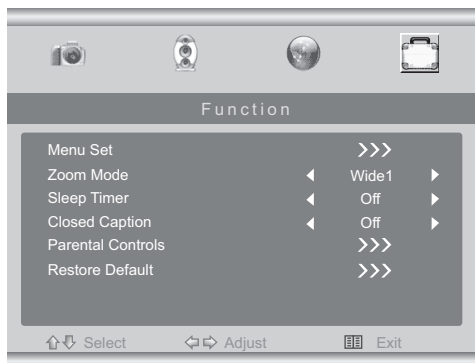 Function
Menu Set >>>
Zoom Mode Wide1
Sleep Timer Off
Closed Caption Off
Parental Controls >>>
Restore Default >>>
Select Adjust Exit